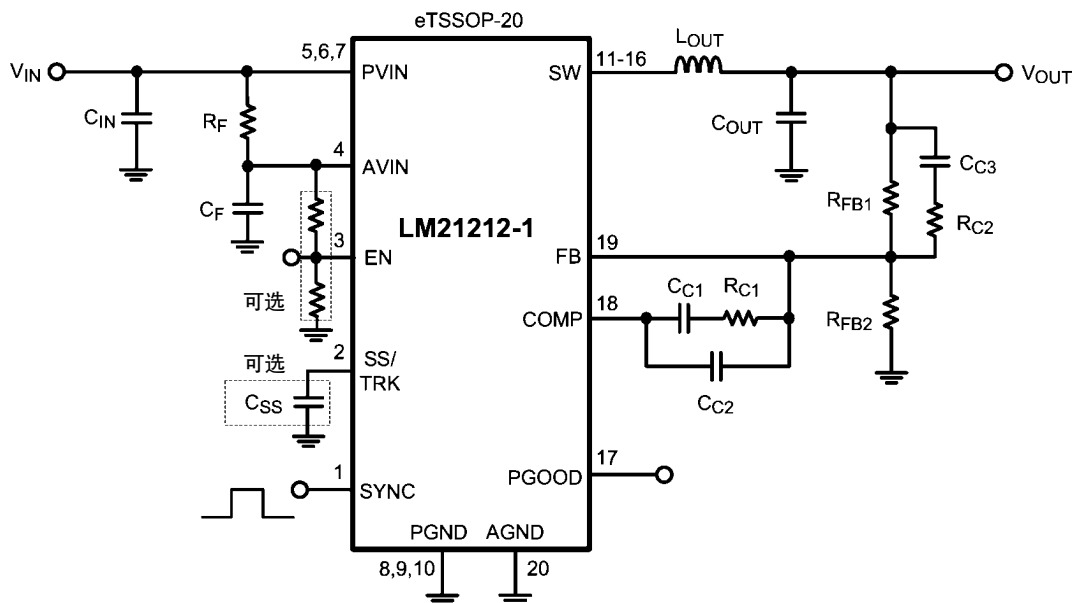 eTSSOP-20
5,6,7
11-16
LOUT
VIN
PVIN
SW
VOUT
CIN
RF
COUT
4
AVIN
CC3
CF
RFB1
RC2
LM21212-1
3
EN
19
FB
可选
CC1
RC1
18
COMP
RFB2
可选
2
SS/
TRK
CSS
CC2
17
PGOOD
1
SYNC
PGND
AGND
8,9,10
20